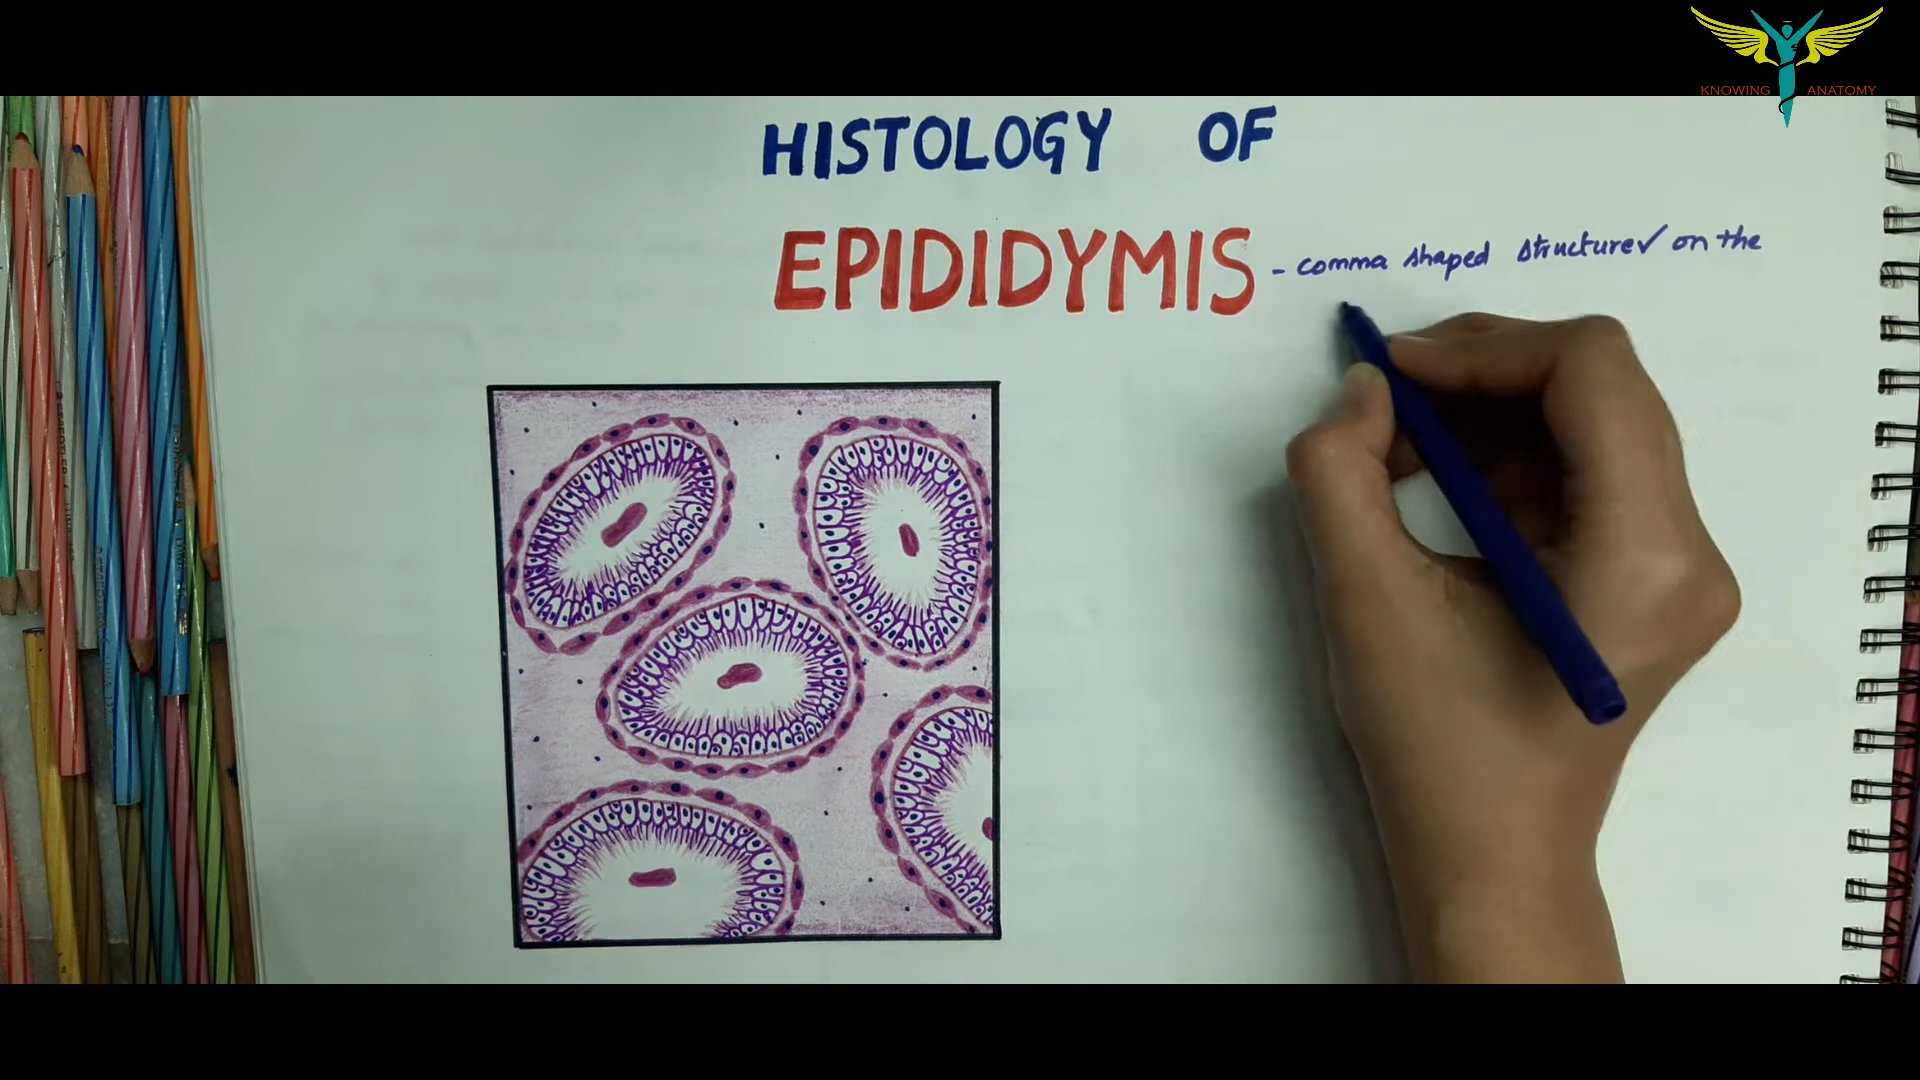 KNOWING ANATOMY
HISTOLOGY OF
EPIDIDYMIS - comma shaped structure✓ on the